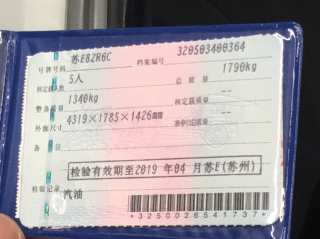 号牌号码 苏E82R6C 档案编号 320503400364
核定载人数 5人 总质量 1790kg
整备质量 1340kg 核定载质量
外廓尺寸 4319×1785×1426mm 准牵引总质量
备注
检验有效期至2019年04月苏E(苏州)
检验记录
汽油
*3250026541737*